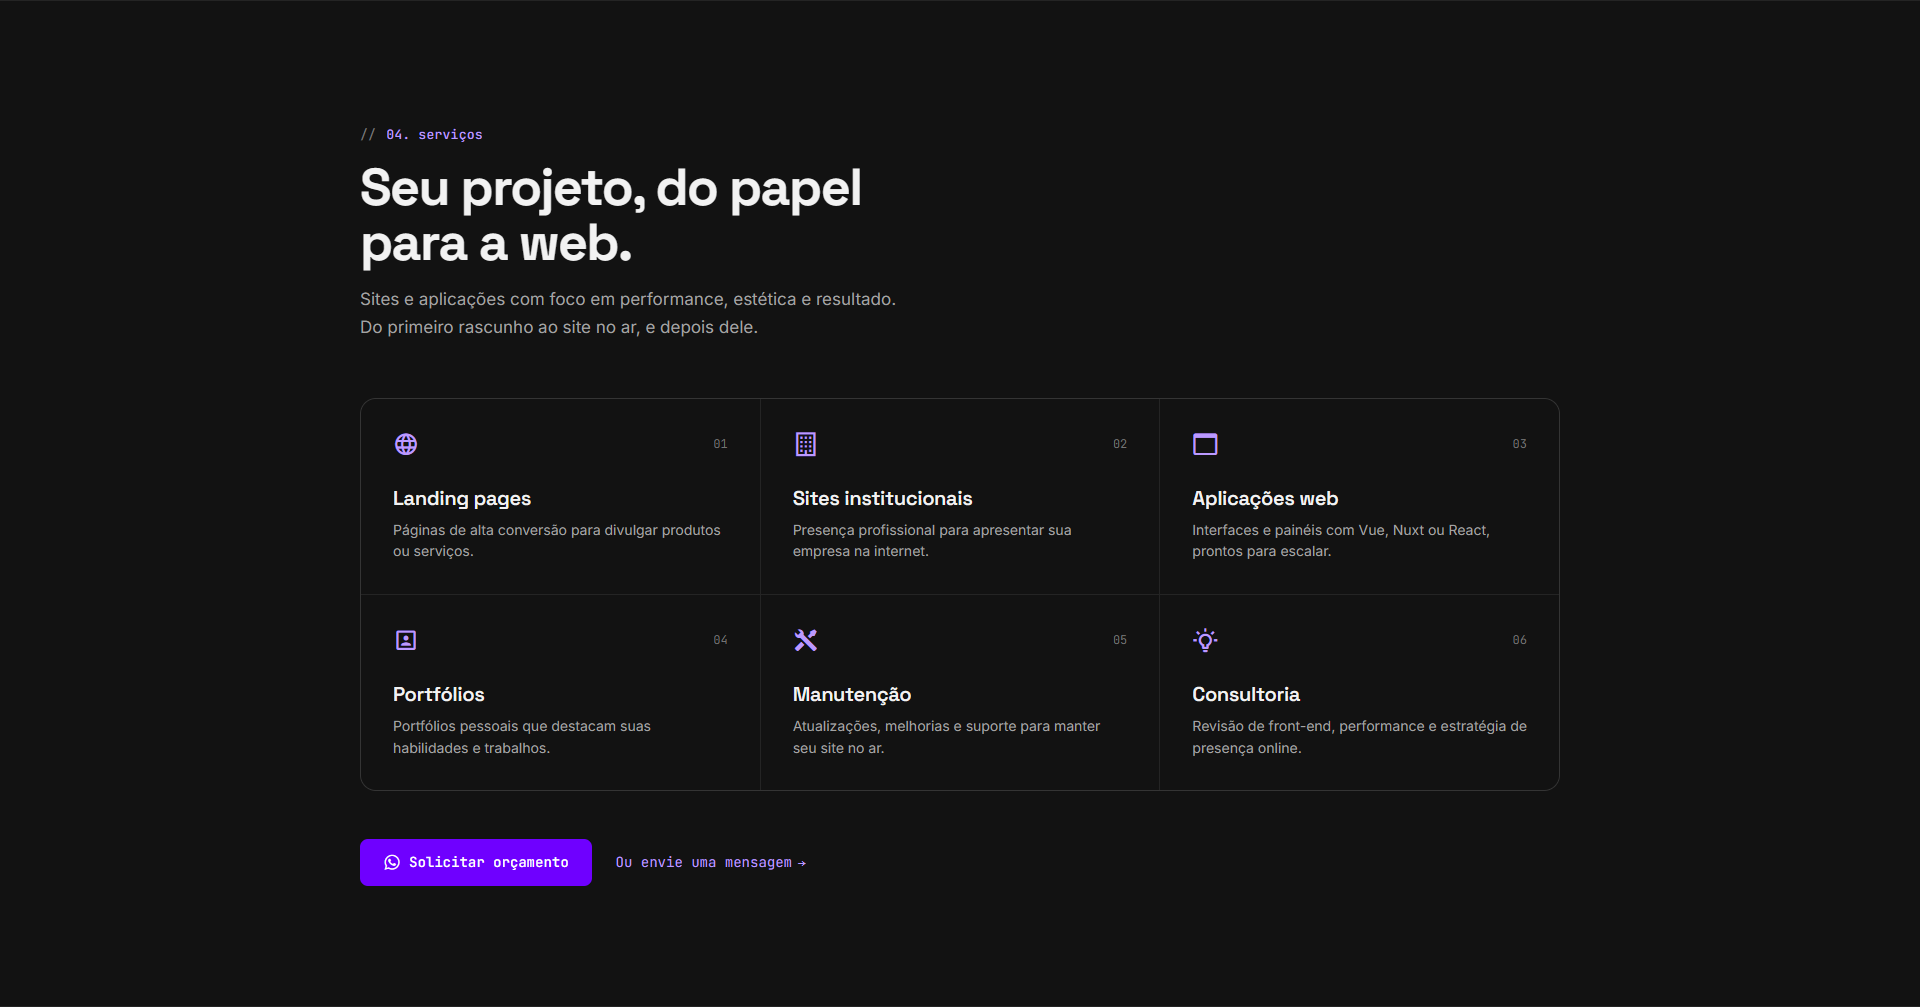 // 04. serviços
Seu projeto, do papel
para a web.
Sites e aplicações com foco em performance, estética e resultado.
Do primeiro rascunho ao site no ar, e depois dele.
01
Landing pages
Páginas de alta conversão para divulgar produtos
ou serviços.
02
Sites institucionais
Presença profissional para apresentar sua
empresa na internet.
03
Aplicações web
Interfaces e painéis com Vue, Nuxt ou React,
prontos para escalar.
04
Portfólios
Portfólios pessoais que destacam suas
habilidades e trabalhos.
05
Manutenção
Atualizações, melhorias e suporte para manter
seu site no ar.
06
Consultoria
Revisão de front-end, performance e estratégia de
presença online.
Solicitar orçamento
Ou envie uma mensagem →